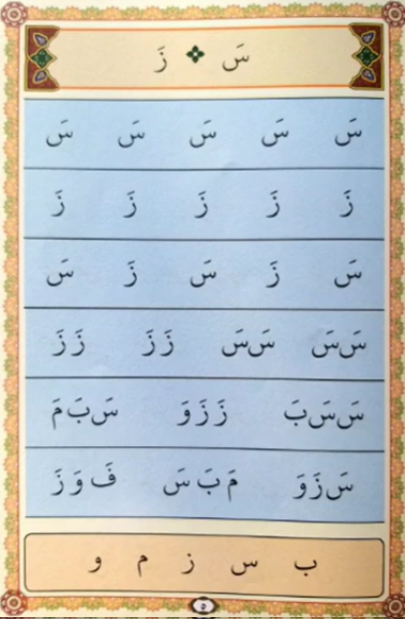 سَ زَ
سَ سَ سَ سَ سَ
زَ زَ زَ زَ زَ
سَ زَ سَ زَ سَ
سَ سَ سَ سَ زَ زَ زَ زَ
سَ سَ بَ زَ زَ وَ سَ بَ مَ
سَ زَ وَ مَ بَ سَ فَ وَ زَ
ب س ز م و
٥